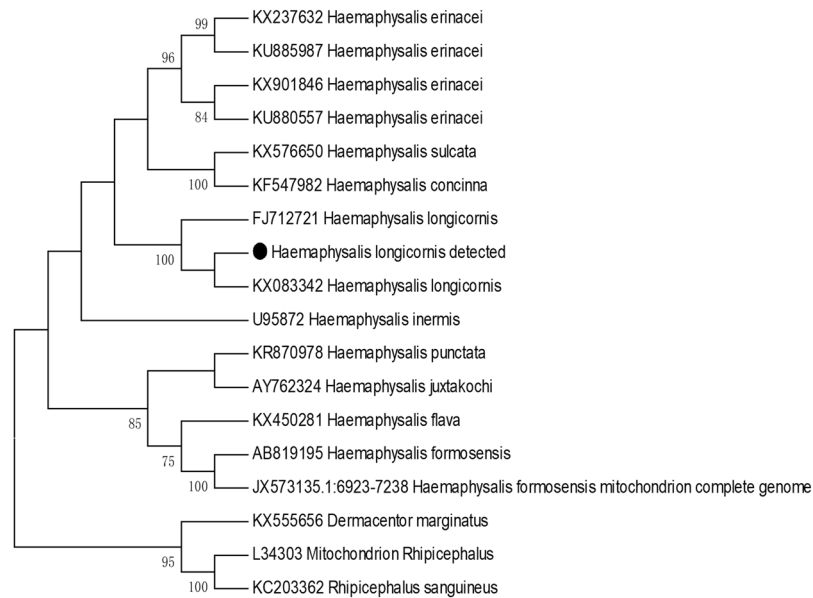 99
KX237632 Haemaphysalis erinacei
KU885987 Haemaphysalis erinacei
96
KX901846 Haemaphysalis erinacei
84
KU880557 Haemaphysalis erinacei
KX576650 Haemaphysalis sulcata
100
KF547982 Haemaphysalis concinna
FJ712721 Haemaphysalis longicornis
Haemaphysalis longicornis detected
100
KX083342 Haemaphysalis longicornis
U95872 Haemaphysalis inermis
KR870978 Haemaphysalis punctata
AY762324 Haemaphysalis juxtakochi
85
KX450281 Haemaphysalis flava
AB819195 Haemaphysalis formosensis
75
100
JX573135.1:6923-7238 Haemaphysalis formosensis mitochondrion complete genome
KX555656 Dermacentor marginatus
L34303 Mitochondrion Rhipicephalus
95
100
KC203362 Rhipicephalus sanguineus